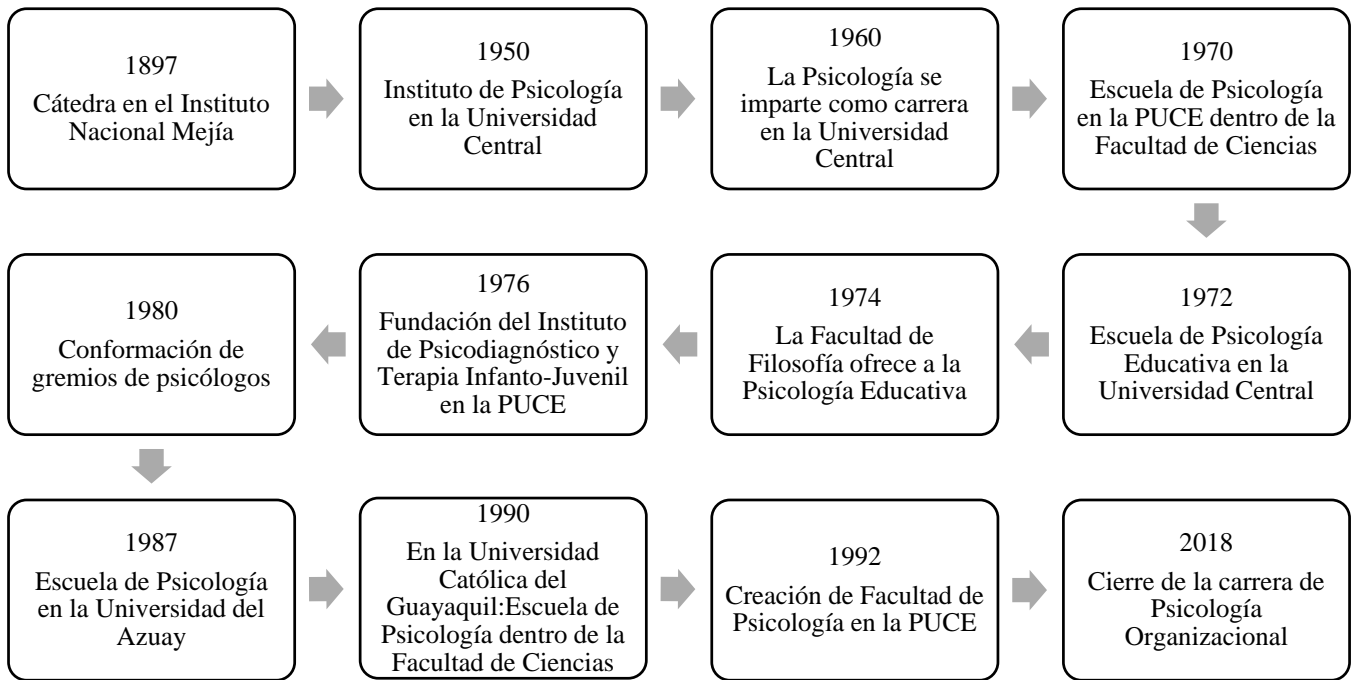 1897
Cátedra en el Instituto
Nacional Mejía
1950
Instituto de Psicología
en la Universidad
Central
1960
La Psicología se
imparte como carrera
en la Universidad
Central
1970
Escuela de Psicología
en la PUCE dentro de la
Facultad de Ciencias
1972
Escuela de Psicología
Educativa en la
Universidad Central
1974
La Facultad de
Filosofía ofrece a la
Psicología Educativa
1976
Fundación del Instituto
de Psicodiagnóstico y
Terapia Infanto-Juvenil
en la PUCE
1980
Conformación de
gremios de psicólogos
1987
Escuela de Psicología
en la Universidad del
Azuay
1990
En la Universidad
Católica del
Guayaquil:Escuela de
Psicología dentro de la
Facultad de Ciencias
1992
Creación de Facultad de
Psicología en la PUCE
2018
Cierre de la carrera de
Psicología
Organizacional